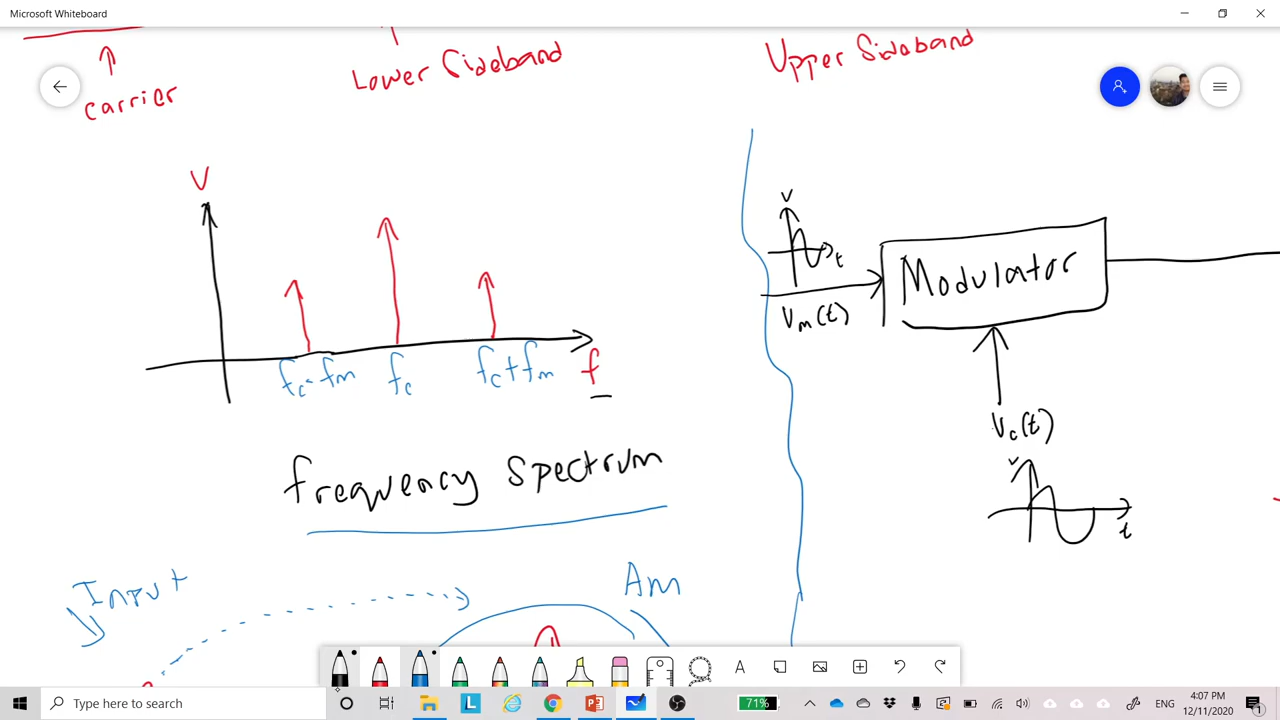 Microsoft Whiteboard
carrier
Lower Sideband
Upper Sideband
V
fc-fm
fc
fc+fm
f
frequency spectrum
Input
Am
V
t
Vm(t)
Modulator
Vc(t)
V
t
A
Type here to search
L
71%
ENG
4:07 PM
12/11/2020
1